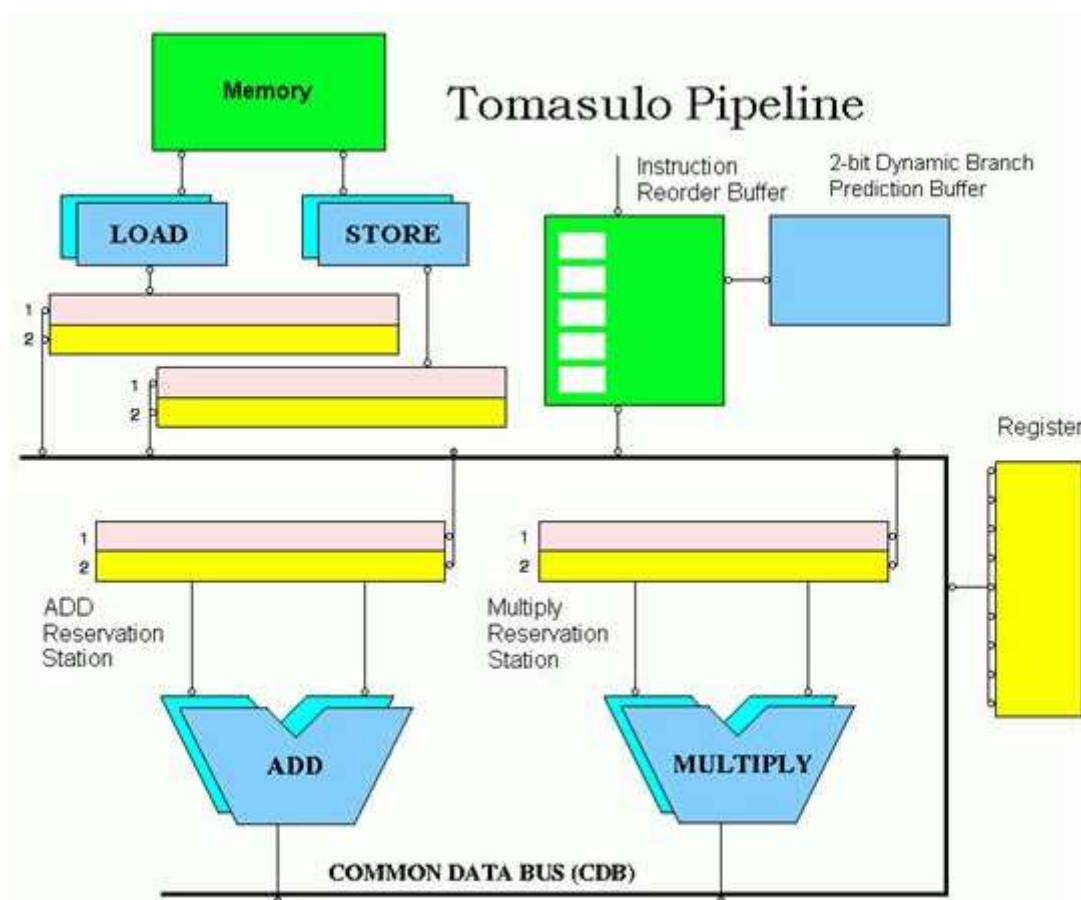 Memory
Tomasulo Pipeline
Instruction
Reorder Buffer
2-bit Dynamic Branch
Prediction Buffer
LOAD
STORE
1
2
1
2
Register
1
2
1
2
ADD
Reservation
Station
Multiply
Reservation
Station
ADD
MULTIPLY
COMMON DATA BUS (CDB)